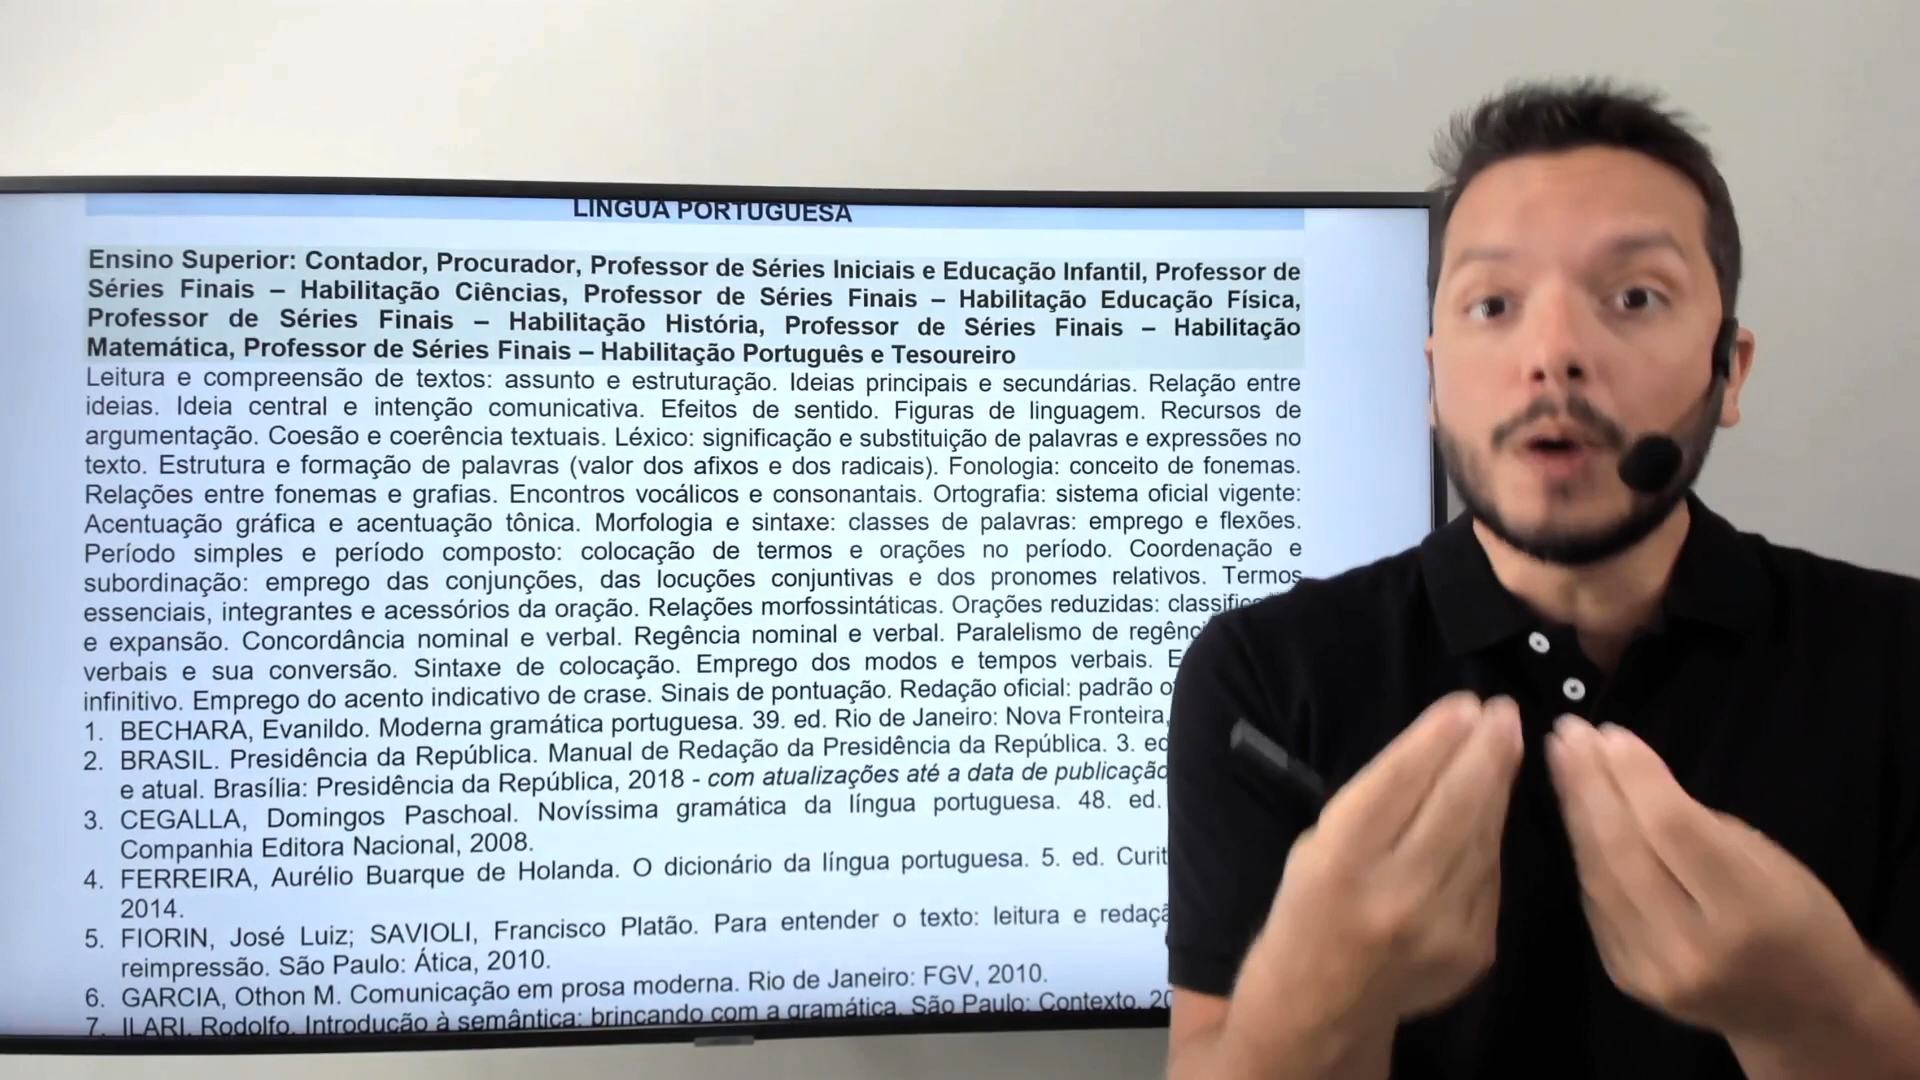 LÍNGUA PORTUGUESA
Ensino Superior: Contador, Procurador, Professor de Séries Iniciais e Educação Infantil, Professor de
Séries Finais – Habilitação Ciências, Professor de Séries Finais – Habilitação Educação Física,
Professor de Séries Finais – Habilitação História, Professor de Séries Finais – Habilitação
Matemática, Professor de Séries Finais – Habilitação Português e Tesoureiro
Leitura e compreensão de textos: assunto e estruturação. Ideias principais e secundárias. Relação entre
ideias. Ideia central e intenção comunicativa. Efeitos de sentido. Figuras de linguagem. Recursos de
argumentação. Coesão e coerência textuais. Léxico: significação e substituição de palavras e expressões no
texto. Estrutura e formação de palavras (valor dos afixos e dos radicais). Fonologia: conceito de fonemas.
Relações entre fonemas e grafias. Encontros vocálicos e consonantais. Ortografia: sistema oficial vigente:
Acentuação gráfica e acentuação tônica. Morfologia e sintaxe: classes de palavras: emprego e flexões.
Período simples e período composto: colocação de termos e orações no período. Coordenação e
subordinação: emprego das conjunções, das locuções conjuntivas e dos pronomes relativos. Termos
essenciais, integrantes e acessórios da oração. Relações morfossintáticas. Orações reduzidas:
e expansão. Concordância nominal e verbal. Regência nominal e verbal. Paralelismo de
verbais e sua conversão. Sintaxe de colocação. Emprego dos modos e tempos verbais.
infinitivo. Emprego do acento indicativo de crase. Sinais de pontuação. Redação oficial: padrão
1. BECHARA, Evanildo. Moderna gramática portuguesa. 39. ed. Rio de Janeiro: Nova Fronteira,
2. BRASIL. Presidência da República. Manual de Redação da Presidência da República. 3.
e atual. Brasília: Presidência da República, 2018 - com atualizações até a data de publicação
3. CEGALLA, Domingos Paschoal. Novíssima gramática da língua portuguesa. 48. ed.
Companhia Editora Nacional, 2008.
4. FERREIRA, Aurélio Buarque de Holanda. O dicionário da língua portuguesa. 5. ed.
2014.
5. FIORIN, José Luiz; SAVIOLI, Francisco Platão. Para entender o texto: leitura e
reimpressão. São Paulo: Ática, 2010.
6. GARCIA, Othon M. Comunicação em prosa moderna. Rio de Janeiro: FGV, 2010.
7. ILARI, Rodolfo. Introdução à semântica: brincando com a gramática. São Paulo: Contexto,